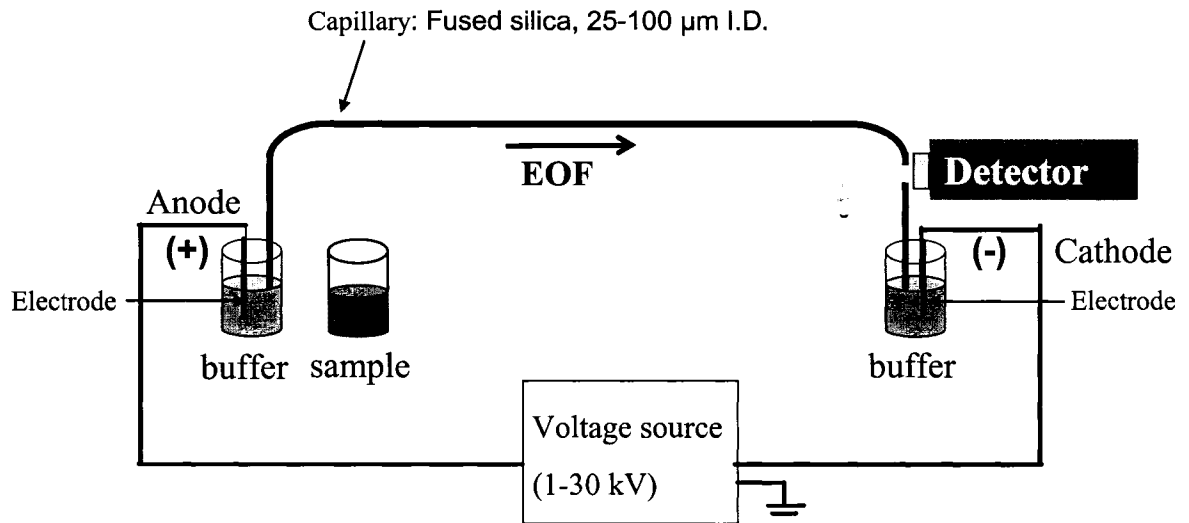 Capillary: Fused silica, 25-100 µm I.D.
EOF
Detector
Anode
(+)
(-)
Cathode
Electrode
Electrode
buffer
sample
buffer
Voltage source
(1-30 kV)